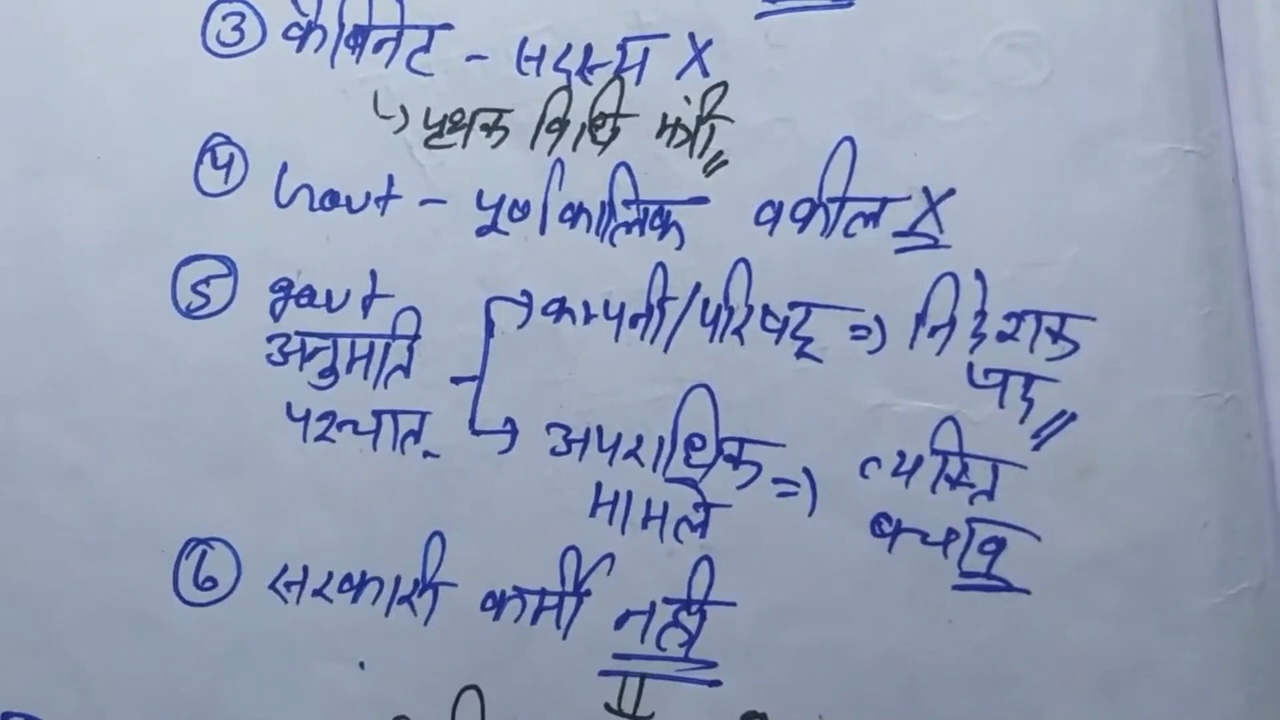 ③ कैबिनेट - सदस्य X
↳ पृथक विधि मंत्री,,
④ Govt - पूर्णकालिक वकील X
⑤ govt → कम्पनी/परिषद् => निदेशक
अनुमति पद,,
पश्चात. → अपराधिक => व्यक्ति
मामले बचाव
⑥ सरकारी कर्मी नही